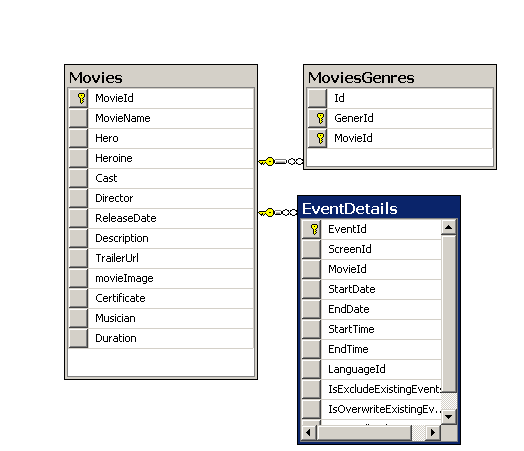 Movies
MovieId
MovieName
Hero
Heroine
Cast
Director
ReleaseDate
Description
TrailerUrl
movieImage
Certificate
Musician
Duration
MoviesGenres
Id
GenerId
MovieId
EventDetails
EventId
ScreenId
MovieId
StartDate
EndDate
StartTime
EndTime
LanguageId
IsExcludeExistingEvents
IsOverwriteExistingEv...